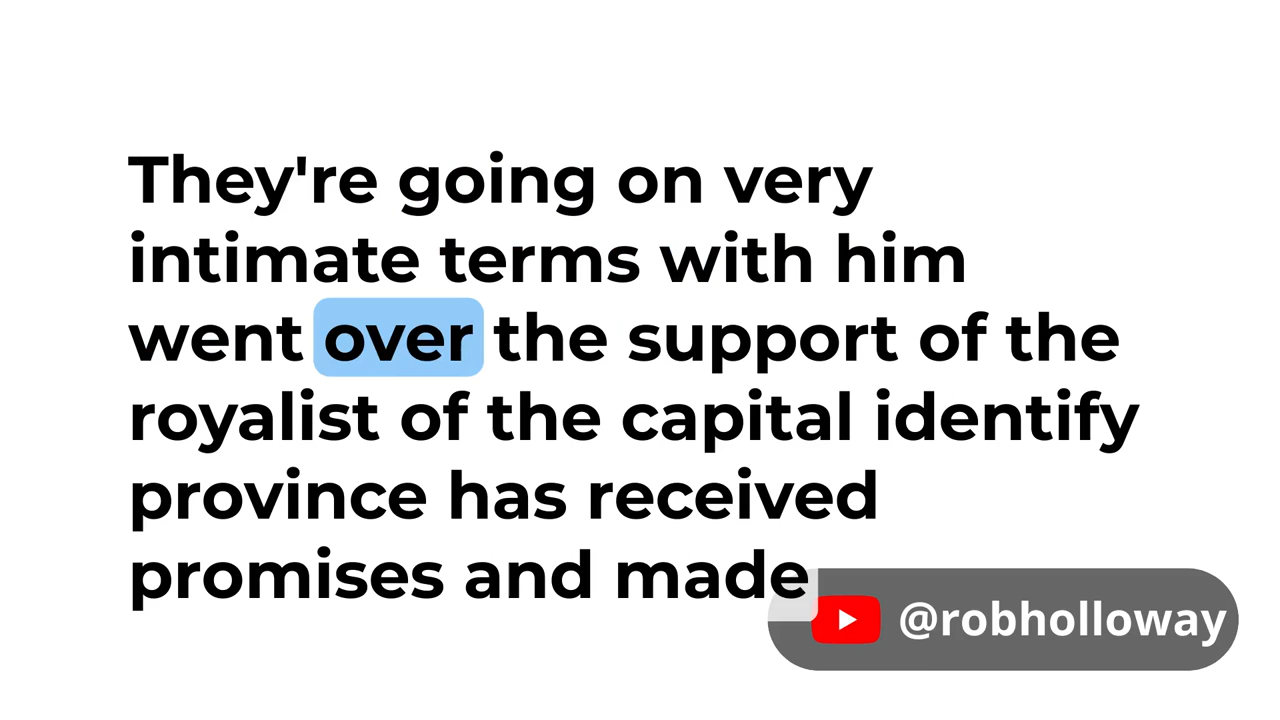 They're going on very
intimate terms with him
went over the support of the
royalist of the capital identify
province has received
promises and made
@robholloway